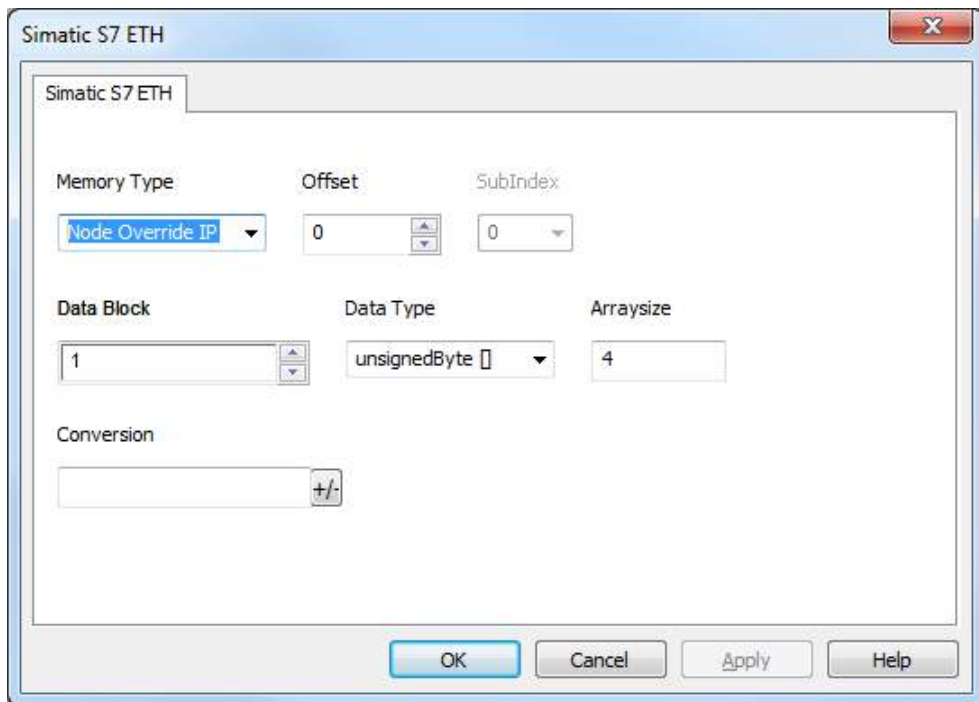 Simatic S7 ETH
Simatic S7 ETH
Memory Type Offset SubIndex
Node Override IP 0 0
Data Block Data Type Arraysize
1 unsignedByte [] 4
Conversion
+/-
OK Cancel Apply Help